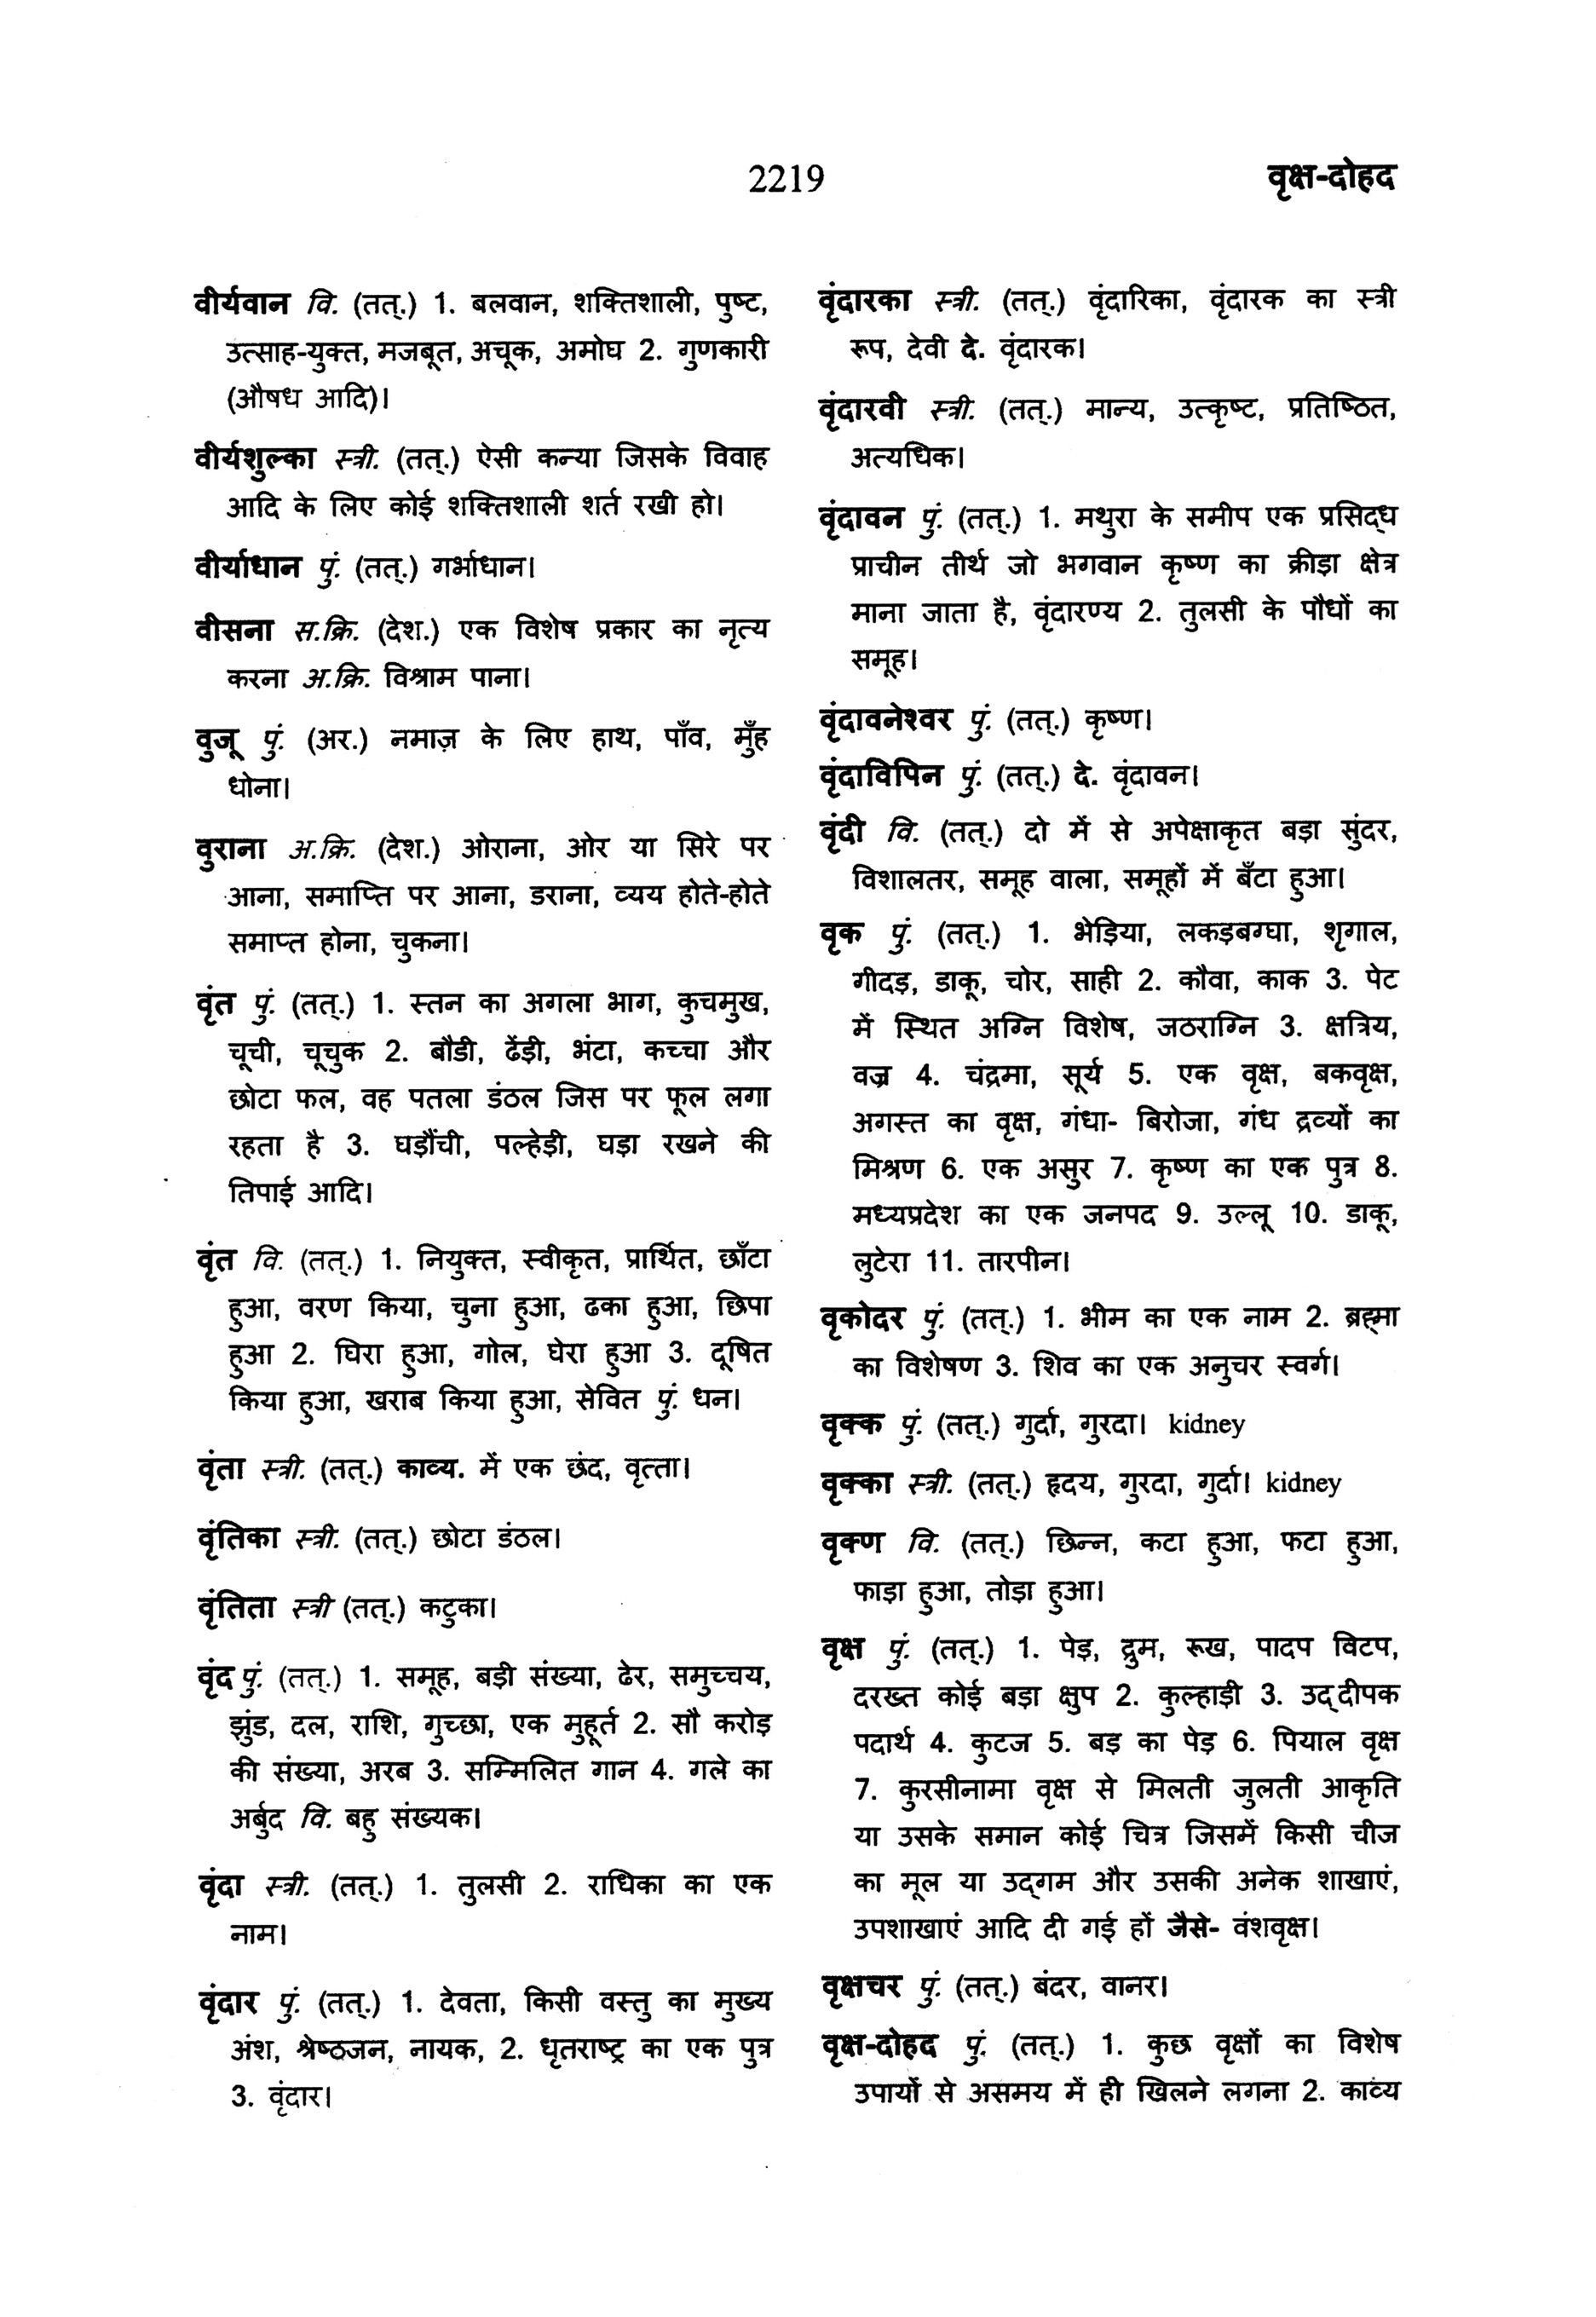 2219
वृक्ष-दोहद
वीर्यवान वि. (तत्.) 1. बलवान, शक्तिशाली, पुष्ट,
उत्साह-युक्त, मजबूत, अचूक, अमोघ 2. गुणकारी
(औषध आदि)।
वीर्यशुल्का स्त्री. (तत्.) ऐसी कन्या जिसके विवाह
आदि के लिए कोई शक्तिशाली शर्त रखी हो।
वीर्याधान पुं. (तत्.) गर्भाधान।
वीसना स.क्रि. (देश.) एक विशेष प्रकार का नृत्य
करना अ.क्रि. विश्राम पाना।
वुजू पुं. (अर.) नमाज़ के लिए हाथ, पाँव, मुँह
धोना।
वुराना अ.क्रि. (देश.) ओराना, ओर या सिरे पर
आना, समाप्ति पर आना, डराना, व्यय होते-होते
समाप्त होना, चुकना।
वृंत पुं. (तत्.) 1. स्तन का अगला भाग, कुचमुख,
चूची, चूचुक 2. बौडी, ढेंड़ी, भंटा, कच्चा और
छोटा फल, वह पतला डंठल जिस पर फूल लगा
रहता है 3. घड़ौंची, पल्हेड़ी, घड़ा रखने की
तिपाई आदि।
वृंत वि. (तत्.) 1. नियुक्त, स्वीकृत, प्रार्थित, छाँटा
हुआ, वरण किया, चुना हुआ, ढका हुआ, छिपा
हुआ 2. घिरा हुआ, गोल, घेरा हुआ 3. दूषित
किया हुआ, खराब किया हुआ, सेवित पुं. धन।
वृंता स्त्री. (तत्.) काव्य. में एक छंद, वृत्ता।
वृंतिका स्त्री. (तत्.) छोटा डंठल।
वृंतिता स्त्री (तत्.) कटुका।
वृंद पुं. (तत्.) 1. समूह, बड़ी संख्या, ढेर, समुच्चय,
झुंड, दल, राशि, गुच्छा, एक मुहूर्त 2. सौ करोड़
की संख्या, अरब 3. सम्मिलित गान 4. गले का
अर्बुद वि. बहु संख्यक।
वृंदा स्त्री. (तत्.) 1. तुलसी 2. राधिका का एक
नाम।
वृंदार पुं. (तत्.) 1. देवता, किसी वस्तु का मुख्य
अंश, श्रेष्ठजन, नायक, 2. धृतराष्ट्र का एक पुत्र
3. वृंदार।
वृंदारका स्त्री. (तत्.) वृंदारिका, वृंदारक का स्त्री
रूप, देवी दे. वृंदारक।
वृंदारवी स्त्री. (तत्.) मान्य, उत्कृष्ट, प्रतिष्ठित,
अत्यधिक।
वृंदावन पुं. (तत्.) 1. मथुरा के समीप एक प्रसिद्ध
प्राचीन तीर्थ जो भगवान कृष्ण का क्रीड़ा क्षेत्र
माना जाता है, वृंदारण्य 2. तुलसी के पौधों का
समूह।
वृंदावनेश्वर पुं. (तत्.) कृष्ण।
वृंदाविपिन पुं. (तत्.) दे. वृंदावन।
वृंदी वि. (तत्.) दो में से अपेक्षाकृत बड़ा सुंदर,
विशालतर, समूह वाला, समूहों में बँटा हुआ।
वृक पुं. (तत्.) 1. भेड़िया, लकड़बग्घा, शृगाल,
गीदड़, डाकू, चोर, साही 2. कौवा, काक 3. पेट
में स्थित अग्नि विशेष, जठराग्नि 3. क्षत्रिय,
वज्र 4. चंद्रमा, सूर्य 5. एक वृक्ष, बकवृक्ष,
अगस्त का वृक्ष, गंधा- बिरोजा, गंध द्रव्यों का
मिश्रण 6. एक असुर 7. कृष्ण का एक पुत्र 8.
मध्यप्रदेश का एक जनपद 9. उल्लू 10. डाकू,
लुटेरा 11. तारपीन।
वृकोदर पुं. (तत्.) 1. भीम का एक नाम 2. ब्रह्मा
का विशेषण 3. शिव का एक अनुचर स्वर्ग।
वृक्क पुं. (तत्.) गुर्दा, गुरदा। kidney
वृक्का स्त्री. (तत्.) हृदय, गुरदा, गुर्दा। kidney
वृक्ण वि. (तत्.) छिन्न, कटा हुआ, फटा हुआ,
फाड़ा हुआ, तोड़ा हुआ।
वृक्ष पुं. (तत्.) 1. पेड़, द्रुम, रूख, पादप विटप,
दरख्त कोई बड़ा क्षुप 2. कुल्हाड़ी 3. उद्दीपक
पदार्थ 4. कुटज 5. बड़ का पेड़ 6. पियाल वृक्ष
7. कुरसीनामा वृक्ष से मिलती जुलती आकृति
या उसके समान कोई चित्र जिसमें किसी चीज
का मूल या उद्गम और उसकी अनेक शाखाएं,
उपशाखाएं आदि दी गई हों जैसे- वंशवृक्ष।
वृक्षचर पुं. (तत्.) बंदर, वानर।
वृक्ष-दोहद पुं. (तत्.) 1. कुछ वृक्षों का विशेष
उपायों से असमय में ही खिलने लगना 2. काव्य